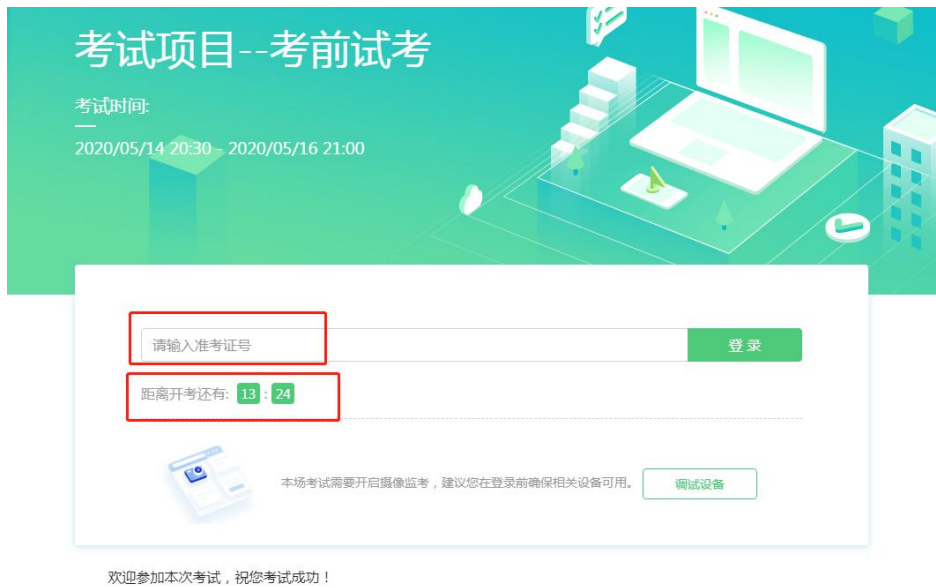 考试项目--考前试考
考试时间:
2020/05/14 20:30 - 2020/05/16 21:00
请输入准考证号
登 录
距离开考还有: 13 : 24
本场考试需要开启摄像监考，建议您在登录前确保相关设备可用。
调试设备
欢迎参加本次考试，祝您考试成功！